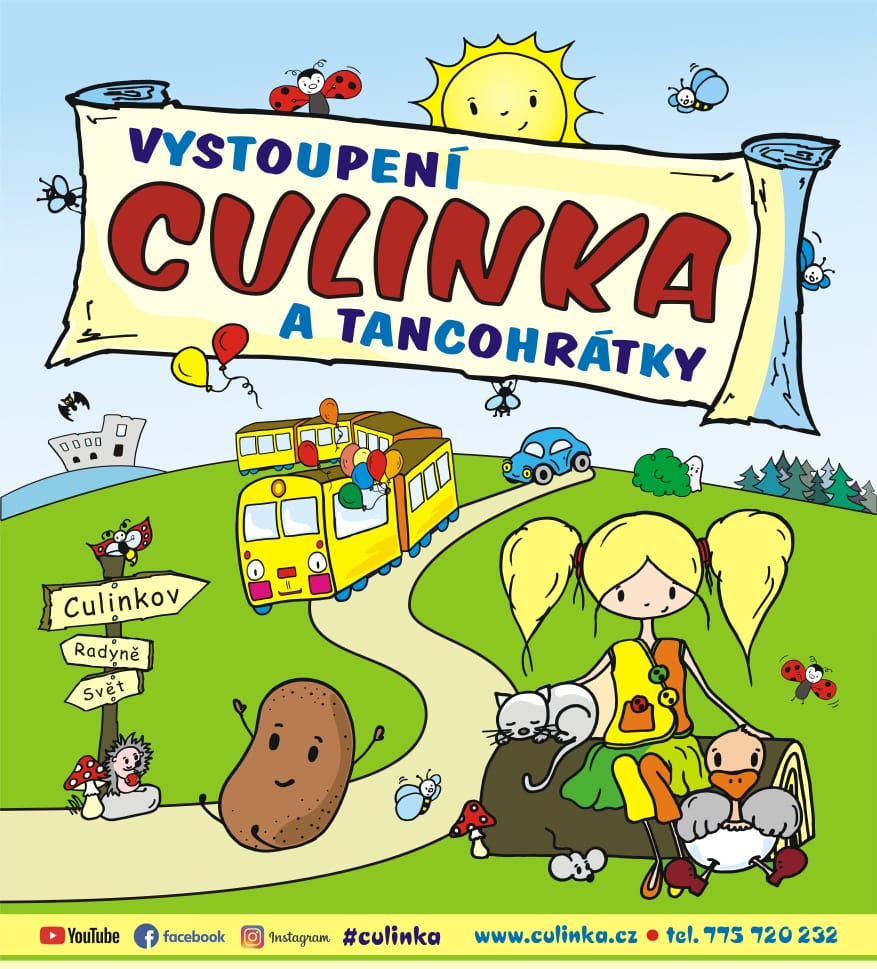 VYSTOUPENÍ
CULINKA
A TANCOHRÁTKY
Culinkov
Radyně
Svět
YouTube facebook Instagram #culinka www.culinka.cz • tel. 775 720 232